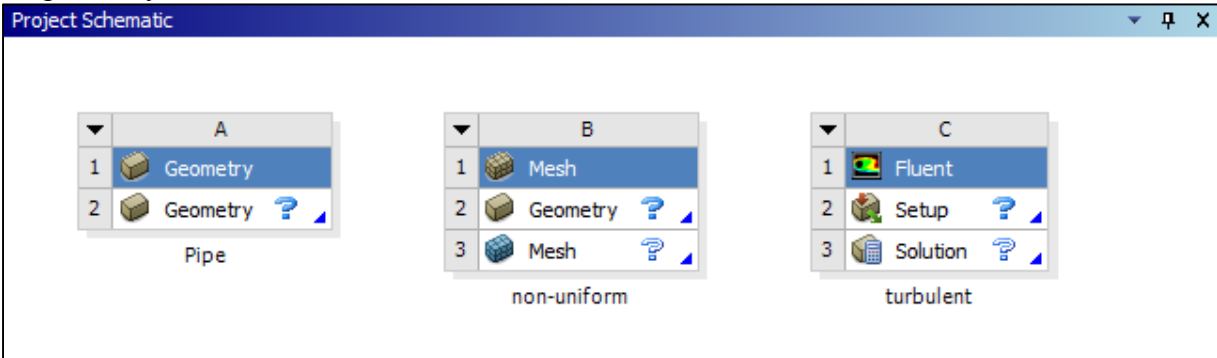 Project Schematic
A
1 Geometry
2 Geometry ?
Pipe
B
1 Mesh
2 Geometry ?
3 Mesh ?
non-uniform
C
1 Fluent
2 Setup ?
3 Solution ?
turbulent